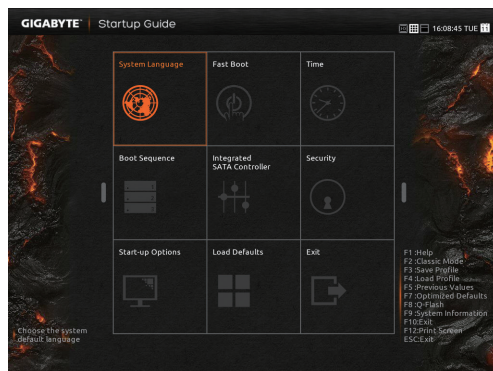 GIGABYTE™ Startup Guide
16:08:45 TUE 11
System Language
Fast Boot
Time
Boot Sequence
Integrated
SATA Controller
Security
Start-up Options
Load Defaults
Exit
F1 :Help
F2 :Classic Mode
F3 :Save Profile
F4 :Load Profile
F5 :Previous Values
F7 :Optimized Defaults
F8 :Q-Flash
F9 :System Information
F10:Exit
F12:Print Screen
ESC:Exit
Choose the system
default language